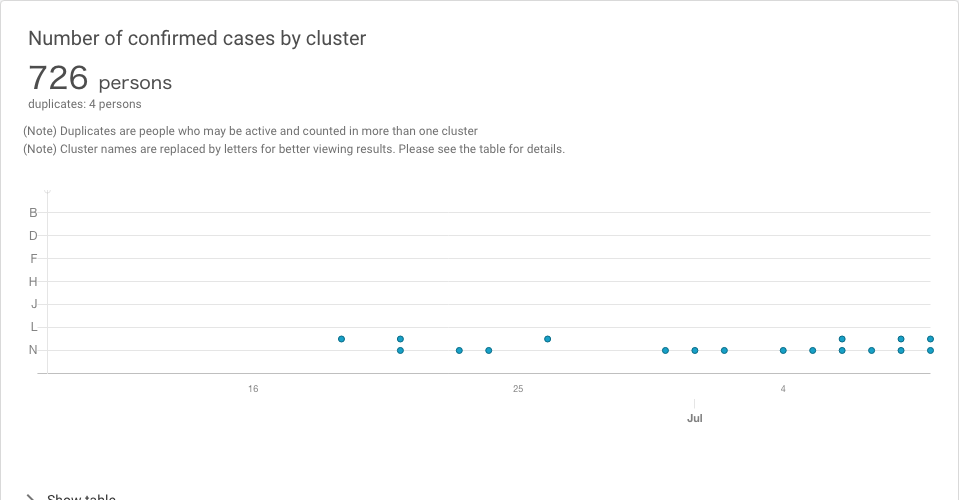 Number of confirmed cases by cluster
726 persons
duplicates: 4 persons
(Note) Duplicates are people who may be active and counted in more than one cluster
(Note) Cluster names are replaced by letters for better viewing results. Please see the table for details.
B
D
F
H
J
L
N
16 25 4
Jul
Show table